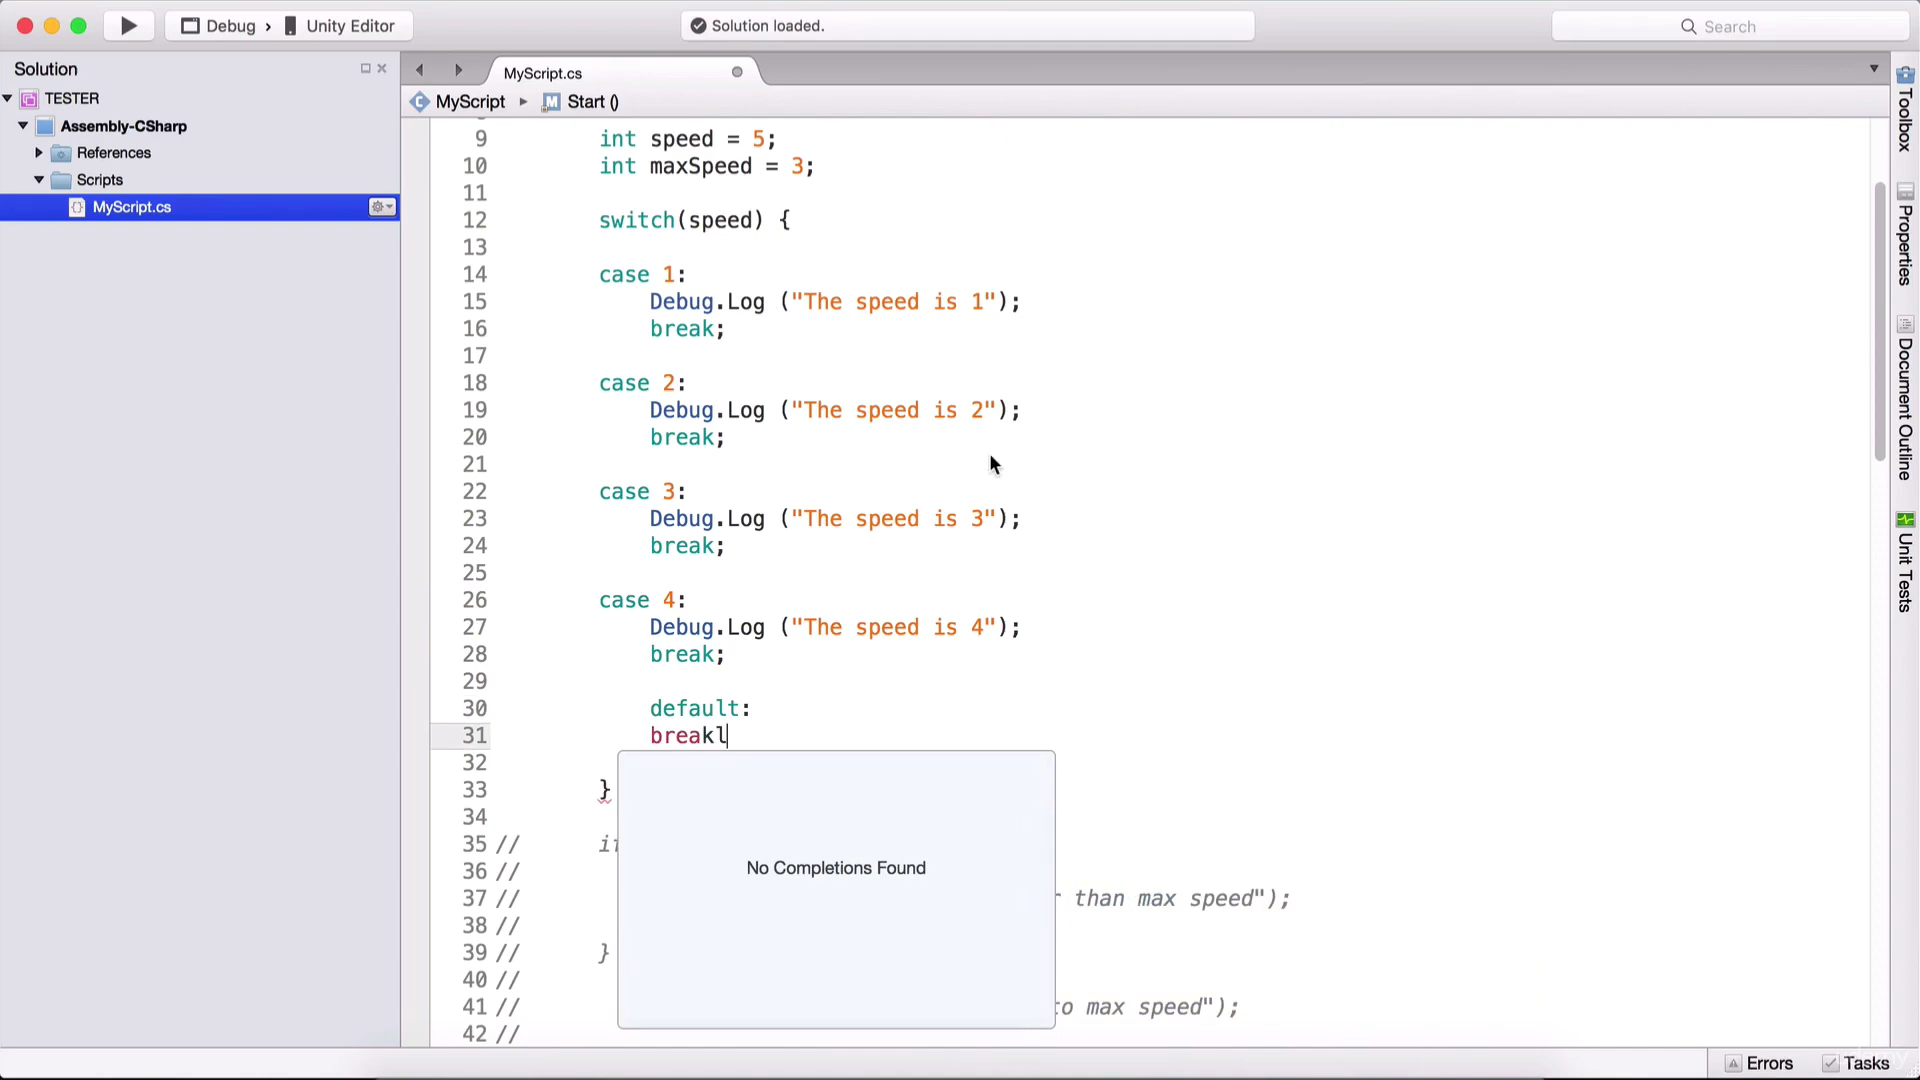 Debug › Unity Editor
Solution loaded.
Search
Solution
TESTER
Assembly-CSharp
References
Scripts
MyScript.cs
MyScript.cs
MyScript ▸ Start ()
9 int speed = 5;
10 int maxSpeed = 3;
11
12 switch(speed) {
13
14 case 1:
15 Debug.Log ("The speed is 1");
16 break;
17
18 case 2:
19 Debug.Log ("The speed is 2");
20 break;
21
22 case 3:
23 Debug.Log ("The speed is 3");
24 break;
25
26 case 4:
27 Debug.Log ("The speed is 4");
28 break;
29
30 default:
31 breakl
32
33 }
34
35 //
36 //
37 // than max speed");
38 //
39 // }
40 //
41 // max speed");
42 //
No Completions Found
Toolbox
Properties
Document Outline
Unit Tests
Errors
Tasks